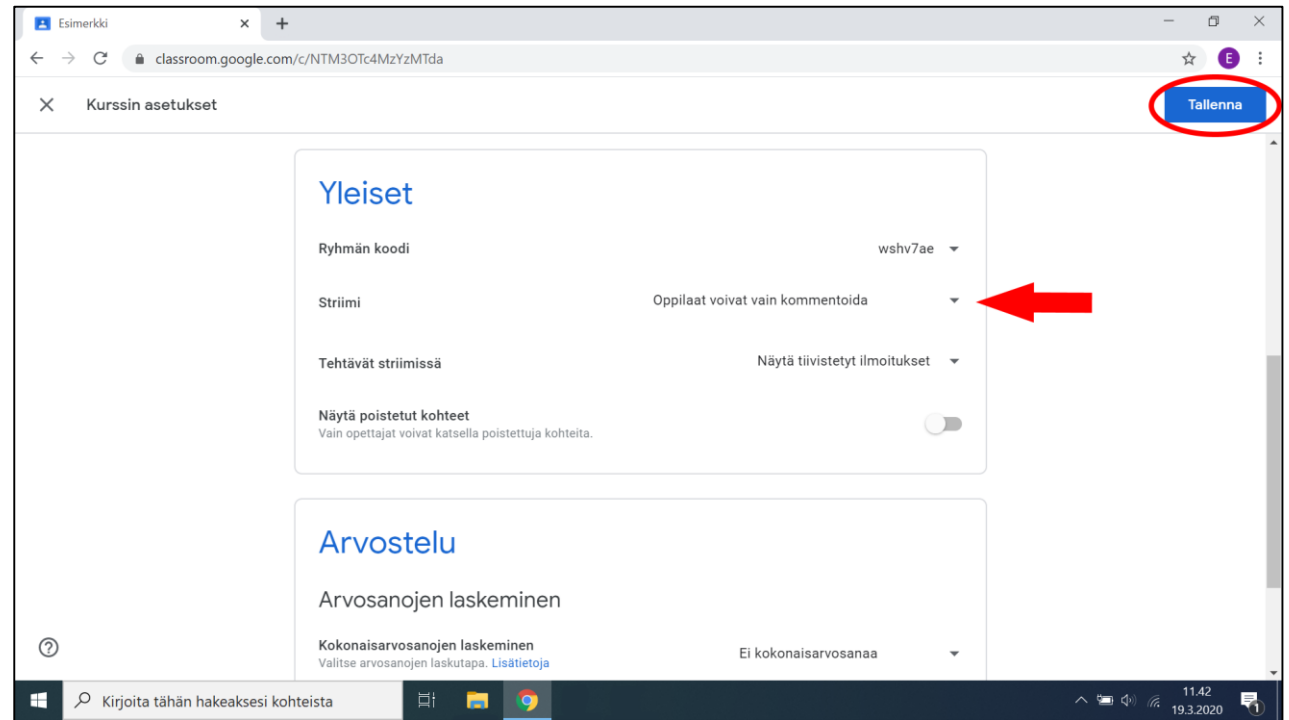 Esimerkki
classroom.google.com/c/NTM3OTc4MzYzMTda
E
Kurssin asetukset
Tallenna
Yleiset
Ryhmän koodi
wshv7ae
Striimi
Oppilaat voivat vain kommentoida
Tehtävät striimissä
Näytä tiivistetyt ilmoitukset
Näytä poistetut kohteet
Vain opettajat voivat katsella poistettuja kohteita.
Arvostelu
Arvosanojen laskeminen
Kokonaisarvosanojen laskeminen
Ei kokonaisarvosanaa
Valitse arvosanojen laskutapa. Lisätietoja
Kirjoita tähän hakeaksesi kohteista
11.42
19.3.2020
1